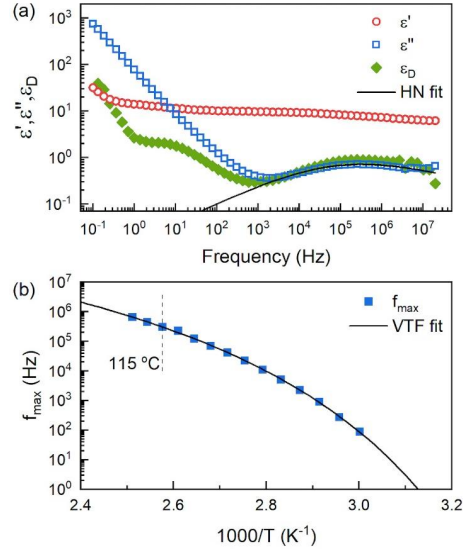 (a)
10³
10²
10¹
10⁰
10⁻¹
ε',ε'',ε_D
ε'
ε''
ε_D
HN fit
10⁻¹ 10⁰ 10¹ 10² 10³ 10⁴ 10⁵ 10⁶ 10⁷
Frequency (Hz)
(b)
10⁷
10⁶
10⁵
10⁴
10³
10²
10¹
10⁰
f_max (Hz)
f_max
VTF fit
115 ºC
2.4 2.6 2.8 3.0 3.2
1000/T (K⁻¹)